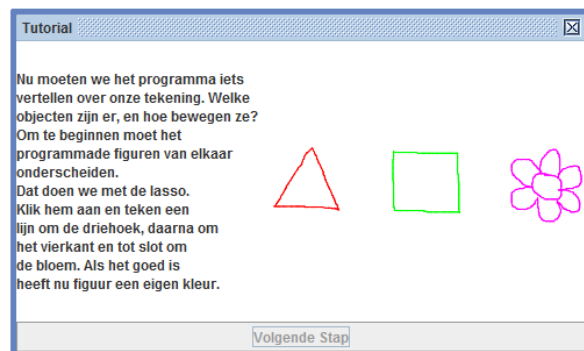 Tutorial
Nu moeten we het programma iets
vertellen over onze tekening. Welke
objecten zijn er, en hoe bewegen ze?
Om te beginnen moet het
programmade figuren van elkaar
onderscheiden.
Dat doen we met de lasso.
Klik hem aan en teken een
lijn om de driehoek, daarna om
het vierkant en tot slot om
de bloem. Als het goed is
heeft nu figuur een eigen kleur.
Volgende Stap